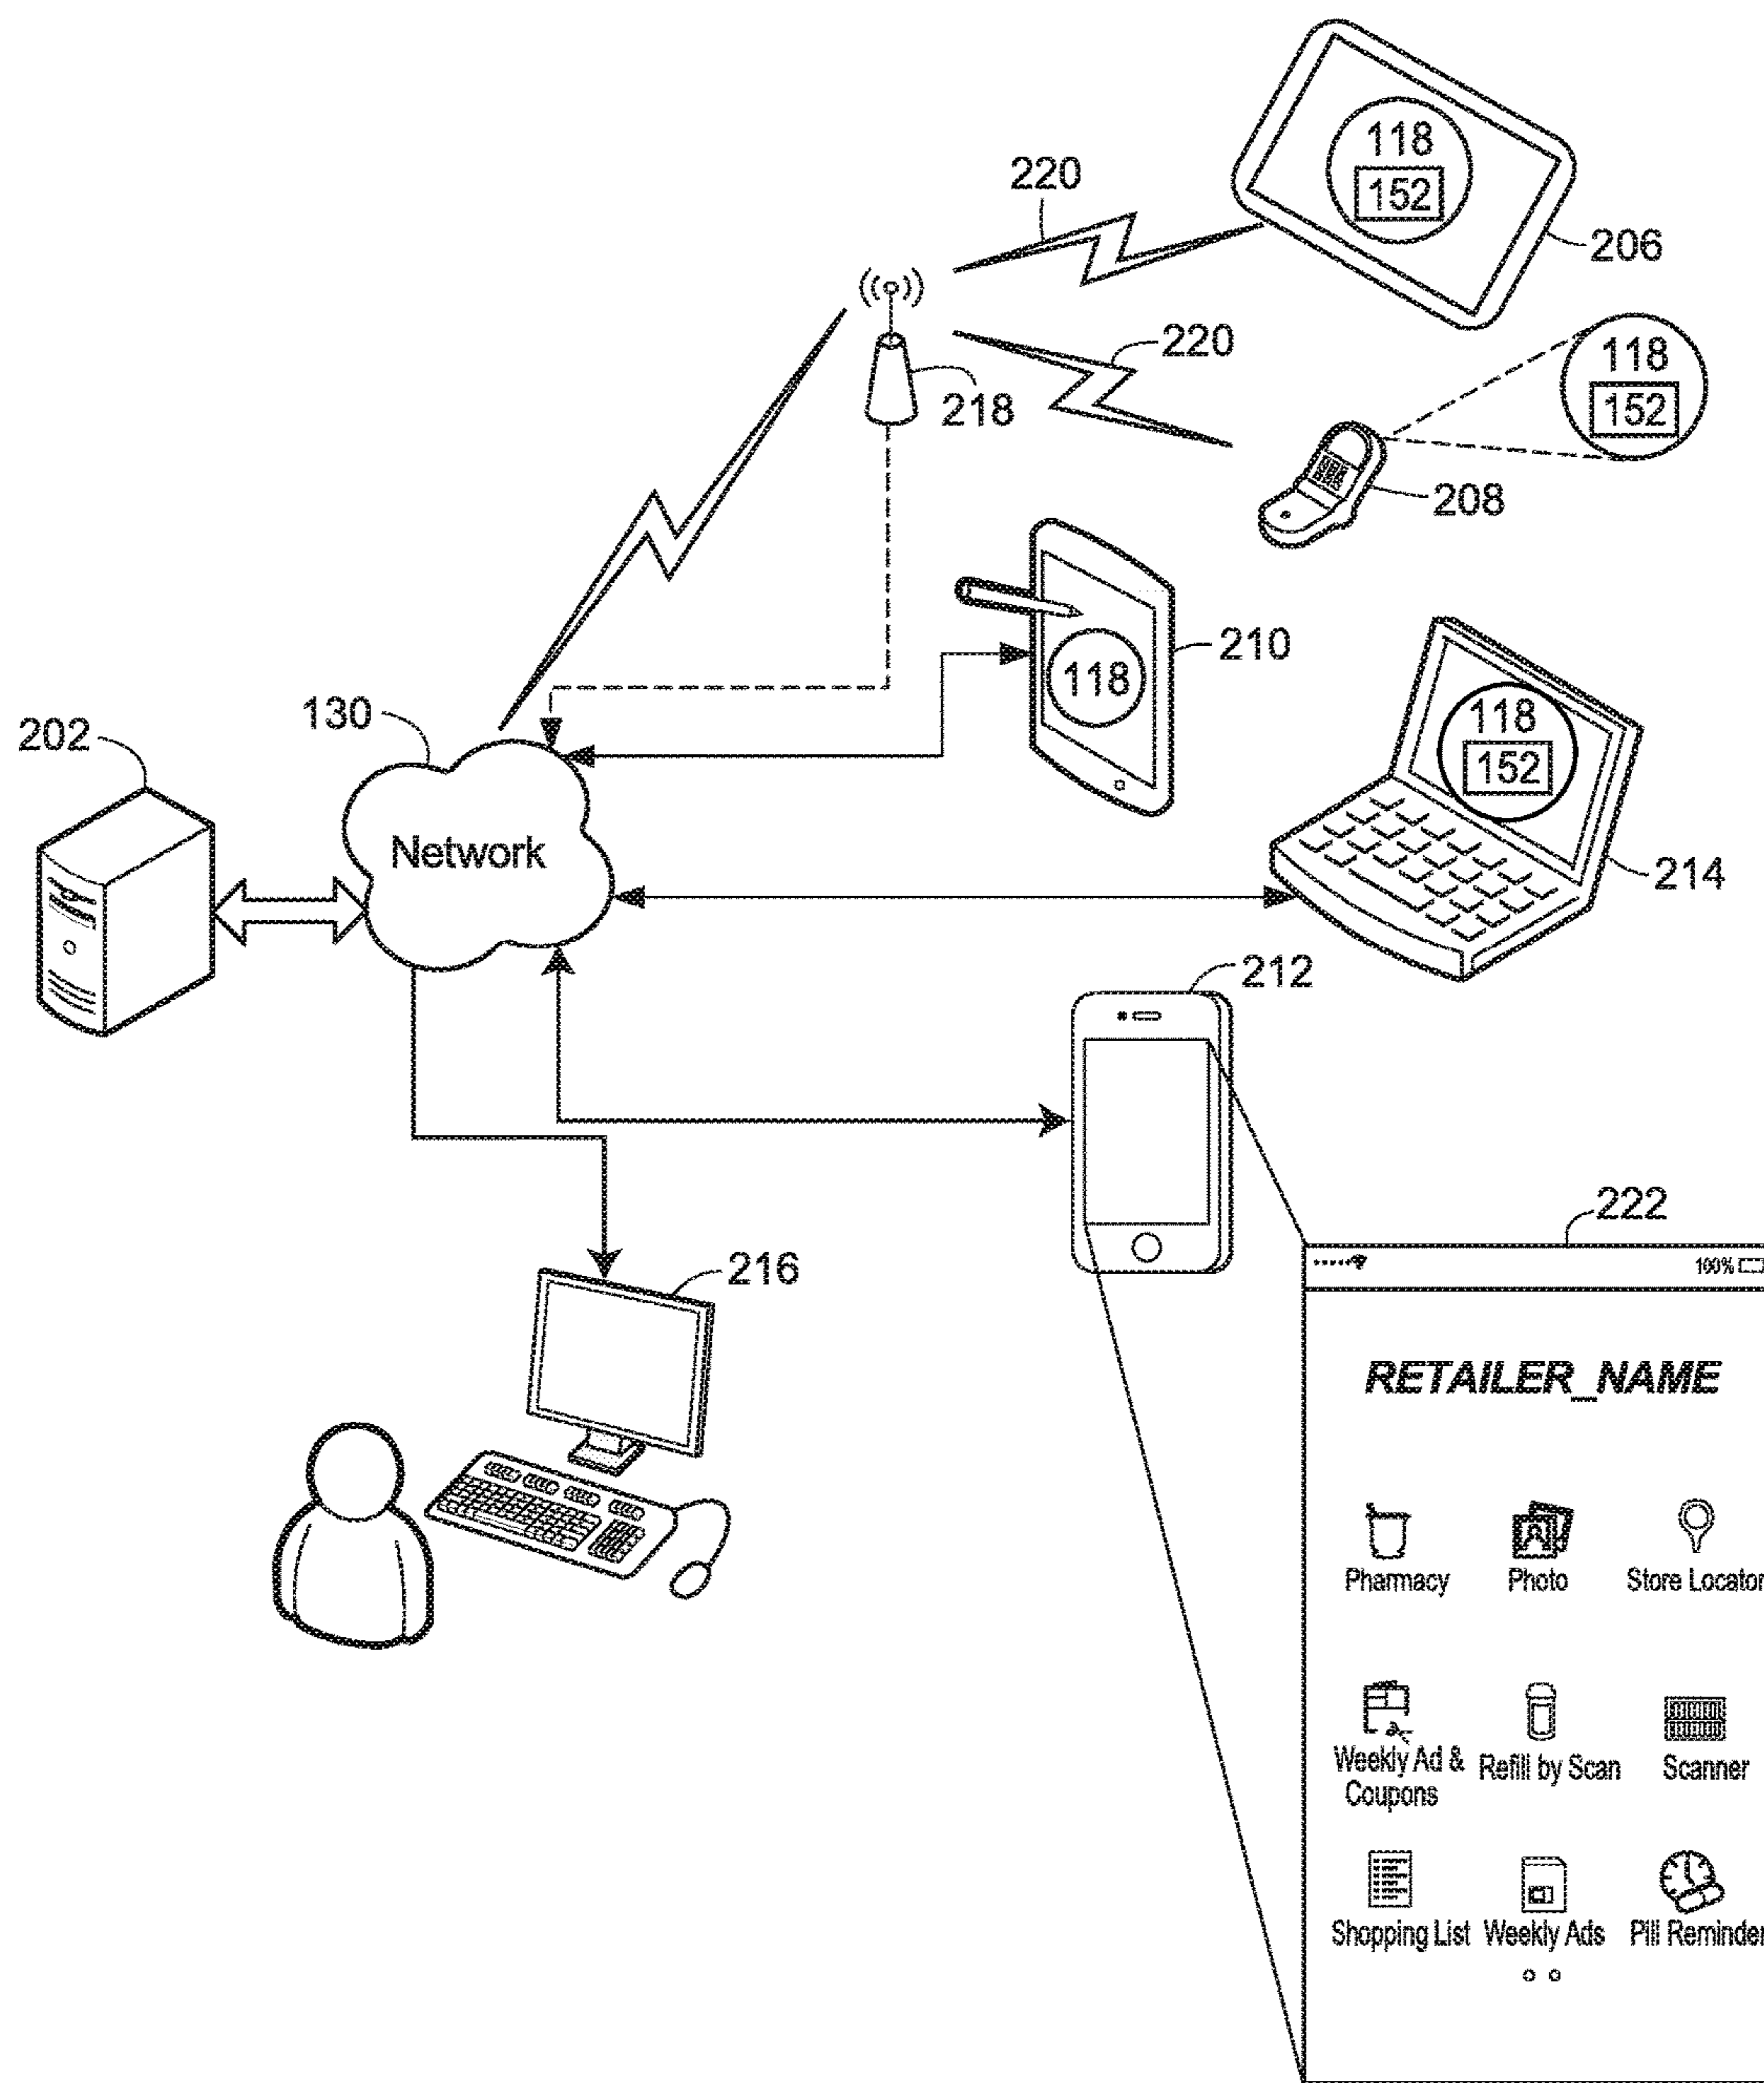 118
152
220
206
220
118
152
218
208
210
118
130
202
118
152
Network
214
212
222
100%
216
RETAILER_NAME
Pharmacy
Photo
Store Locator
Weekly Ad &
Coupons
Refill by Scan
Scanner
Shopping List
Weekly Ads
Pill Reminder